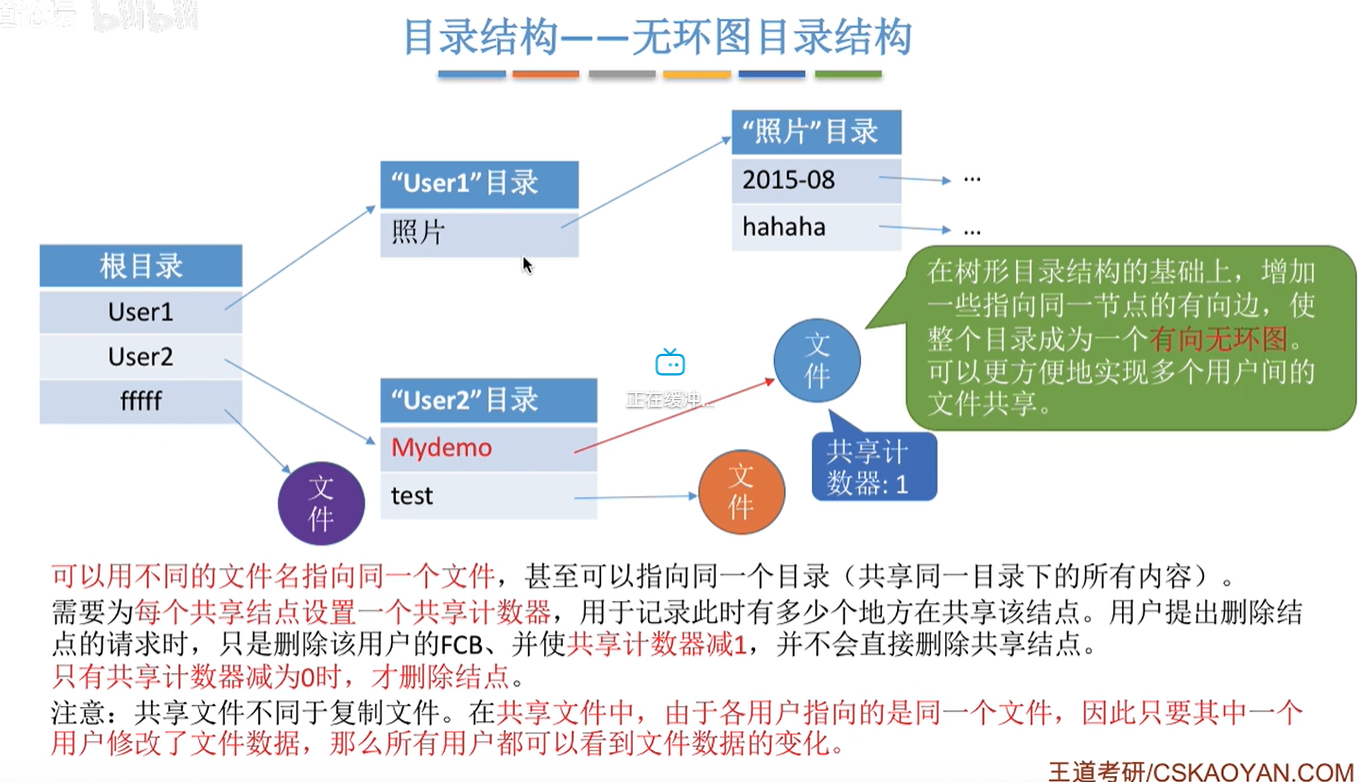 目录结构——无环图目录结构
“照片”目录
2015-08
...
hahaha
...
“User1”目录
照片
根目录
User1
User2
fffff
文
件
“User2”目录
Mydemo
test
文
件
文
件
共享计
数器: 1
在树形目录结构的基础上，增加
一些指向同一节点的有向边，使
整个目录成为一个有向无环图。
可以更方便地实现多个用户间的
文件共享。
正在缓冲...
可以用不同的文件名指向同一个文件，甚至可以指向同一个目录（共享同一目录下的所有内容）。
需要为每个共享结点设置一个共享计数器，用于记录此时有多少个地方在共享该结点。用户提出删除结
点的请求时，只是删除该用户的FCB、并使共享计数器减1，并不会直接删除共享结点。
只有共享计数器减为0时，才删除结点。
注意：共享文件不同于复制文件。在共享文件中，由于各用户指向的是同一个文件，因此只要其中一个
用户修改了文件数据，那么所有用户都可以看到文件数据的变化。
王道考研/CSKAOYAN.COM